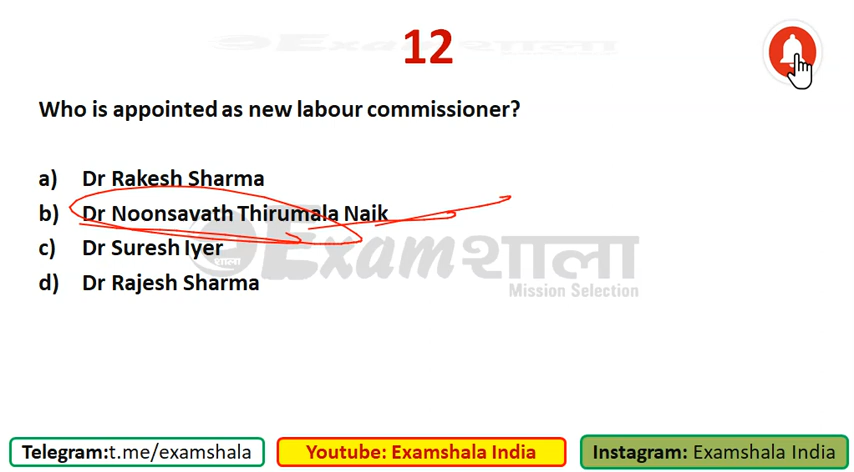 Examशाला
12
Who is appointed as new labour commissioner?
a) Dr Rakesh Sharma
b) Dr Noonsavath Thirumala Naik
c) Dr Suresh Iyer
d) Dr Rajesh Sharma
शाला
Examशाला
Mission Selection
Telegram:t.me/examshala
Youtube: Examshala India
Instagram: Examshala India